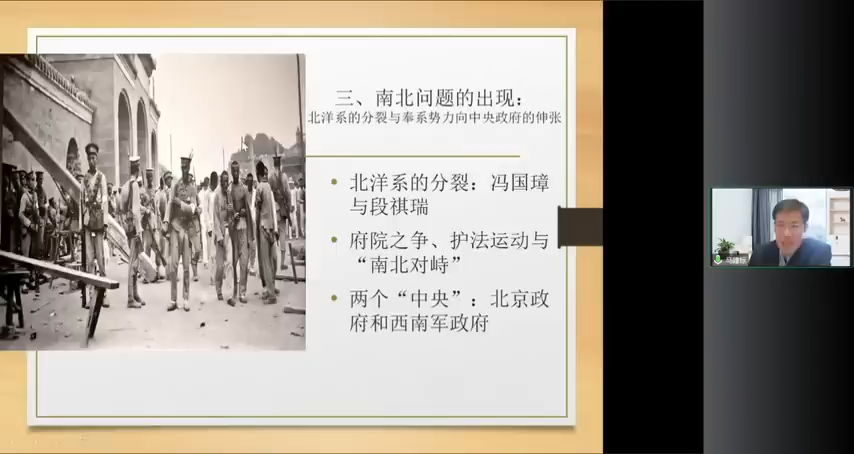 三、南北问题的出现：
北洋系的分裂与奉系势力向中央政府的伸张
• 北洋系的分裂：冯国璋
与段祺瑞
• 府院之争、护法运动与
“南北对峙”
• 两个“中央”：北京政
府和西南军政府